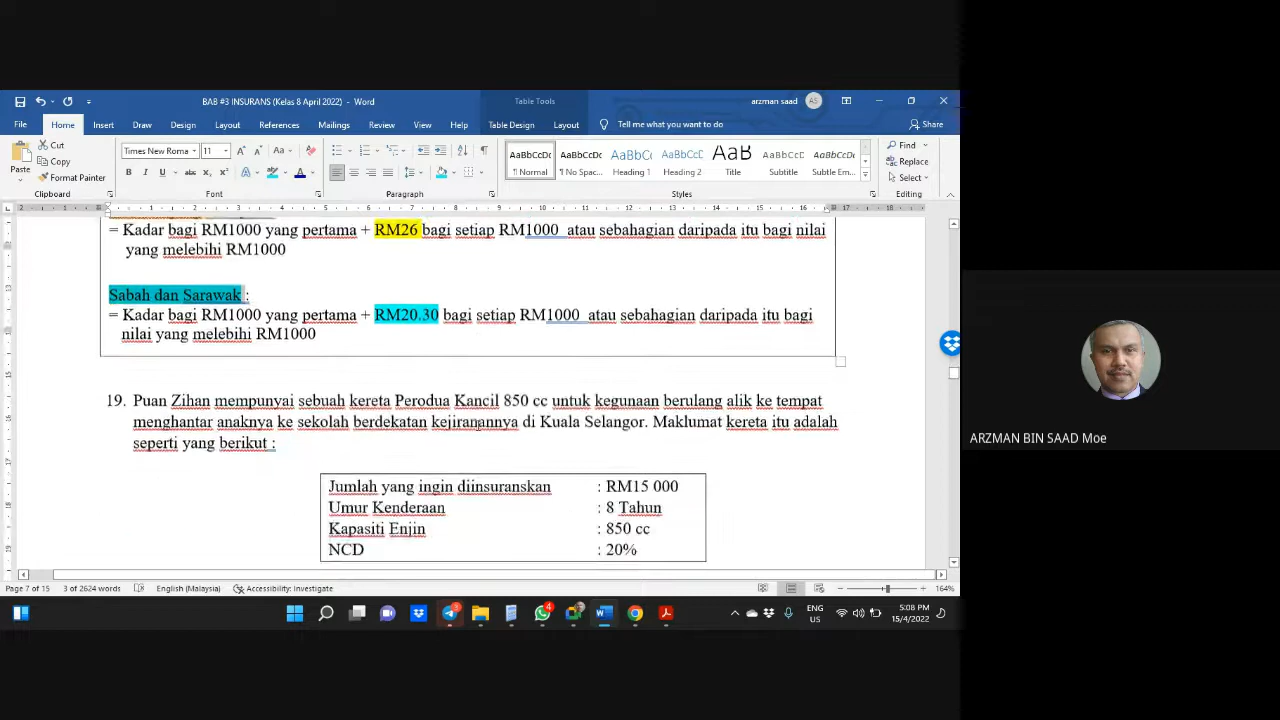 BAB #3 INSURANS (Kelas 8 April 2022) - Word
Table Tools
arzman saad
AS
File Home Insert Draw Design Layout References Mailings Review View Help Table Design Layout Tell me what you want to do Share
Paste
Cut
Copy
Format Painter
Clipboard
Times New Roma 11
Font
Paragraph
AaBbCcDc AaBbCcDc AaBbCc AaBbCcD AaB AaBbCcD AaBbCcDc
¶ Normal ¶ No Spac... Heading 1 Heading 2 Title Subtitle Subtle Em...
Styles
Find
Replace
Select
Editing
= Kadar bagi RM1000 yang pertama + RM26 bagi setiap RM1000 atau sebahagian daripada itu bagi nilai
yang melebihi RM1000
Sabah dan Sarawak :
= Kadar bagi RM1000 yang pertama + RM20.30 bagi setiap RM1000 atau sebahagian daripada itu bagi
nilai yang melebihi RM1000
19. Puan Zihan mempunyai sebuah kereta Perodua Kancil 850 cc untuk kegunaan berulang alik ke tempat
menghantar anaknya ke sekolah berdekatan kejiranannya di Kuala Selangor. Maklumat kereta itu adalah
seperti yang berikut :
Jumlah yang ingin diinsuranskan : RM15 000
Umur Kenderaan : 8 Tahun
Kapasiti Enjin : 850 cc
NCD : 20%
Page 7 of 15 3 of 2624 words English (Malaysia) Accessibility: Investigate 164%
ENG
US
5:08 PM
15/4/2022
ARZMAN BIN SAAD Moe